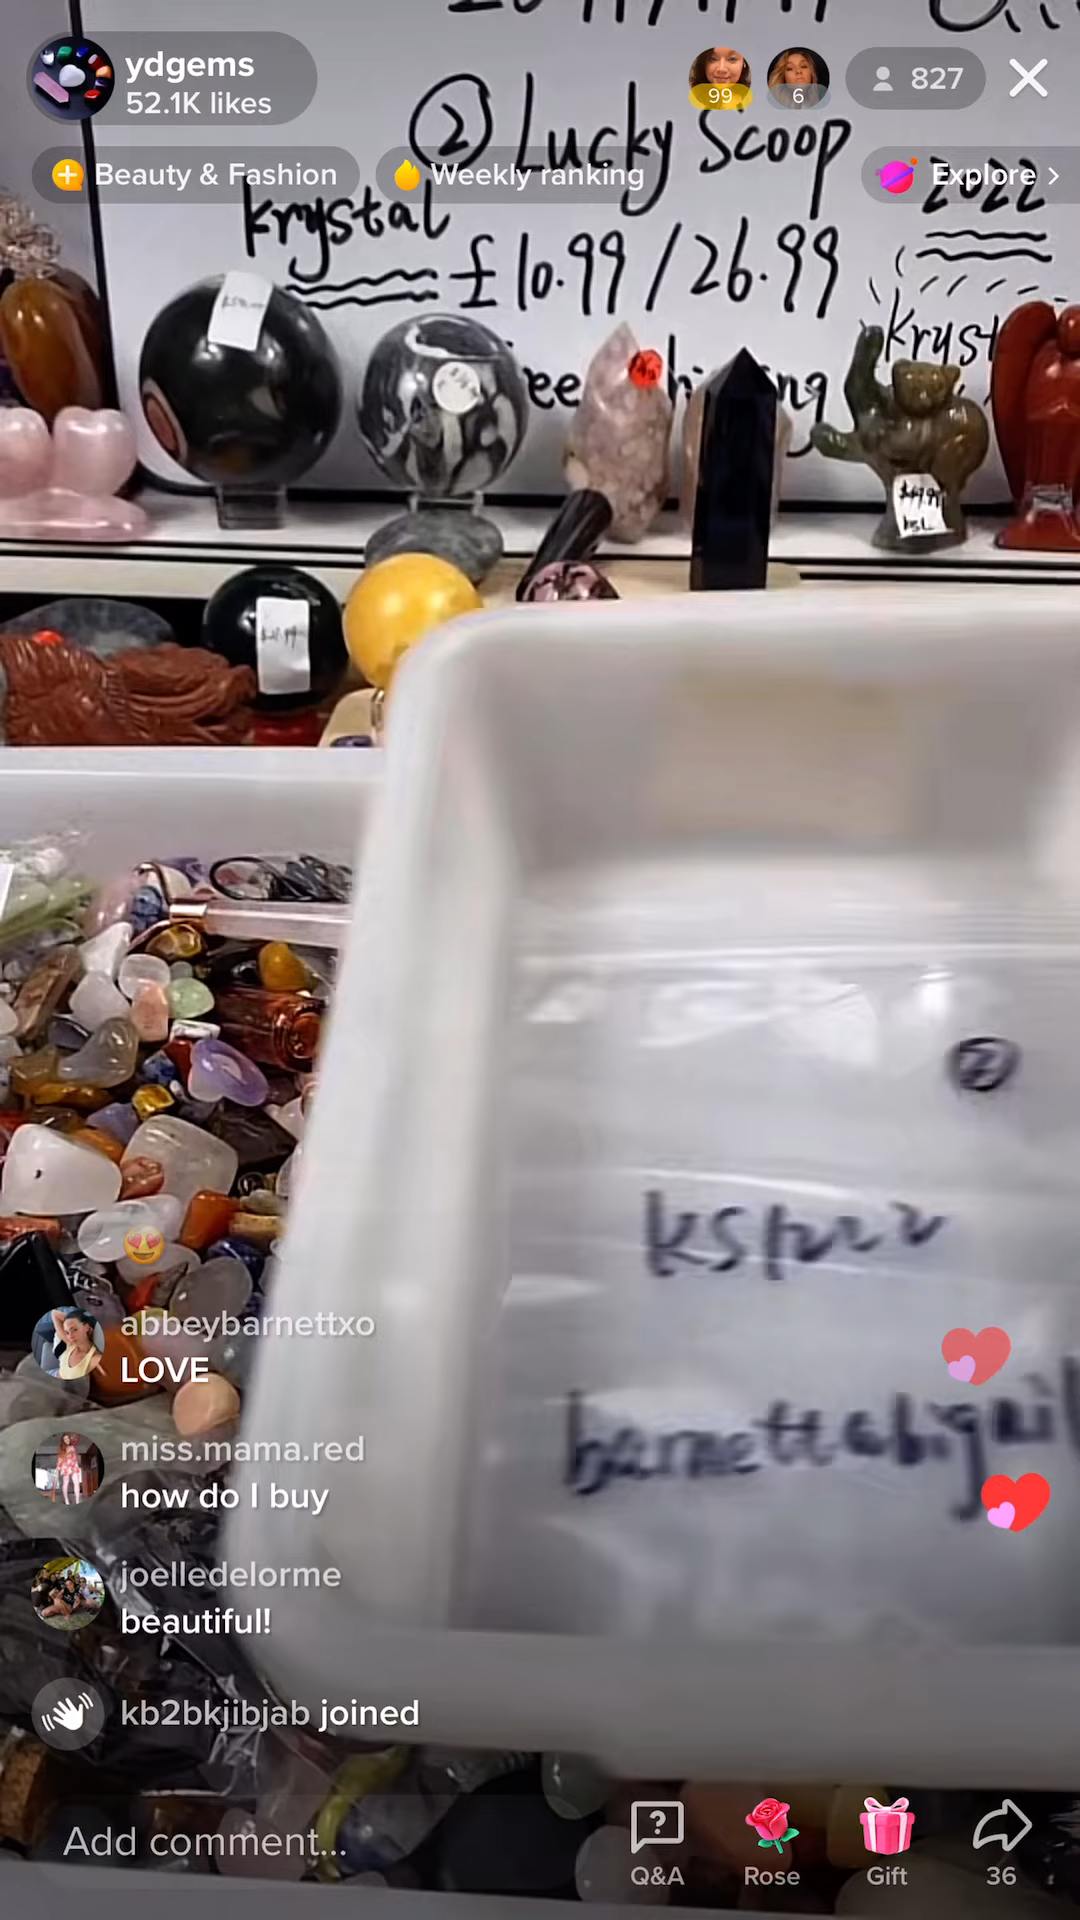 ydgems
52.1K likes
99
6
827
② Lucky Scoop
Beauty & Fashion
Weekly ranking
Explore >
2022
krystal
£10.99/26.99
②
barnettabigail
abbeybarnettxo
LOVE
miss.mama.red
how do I buy
joelledelorme
beautiful!
kb2bkjibjab joined
Add comment...
Q&A
Rose
Gift
36